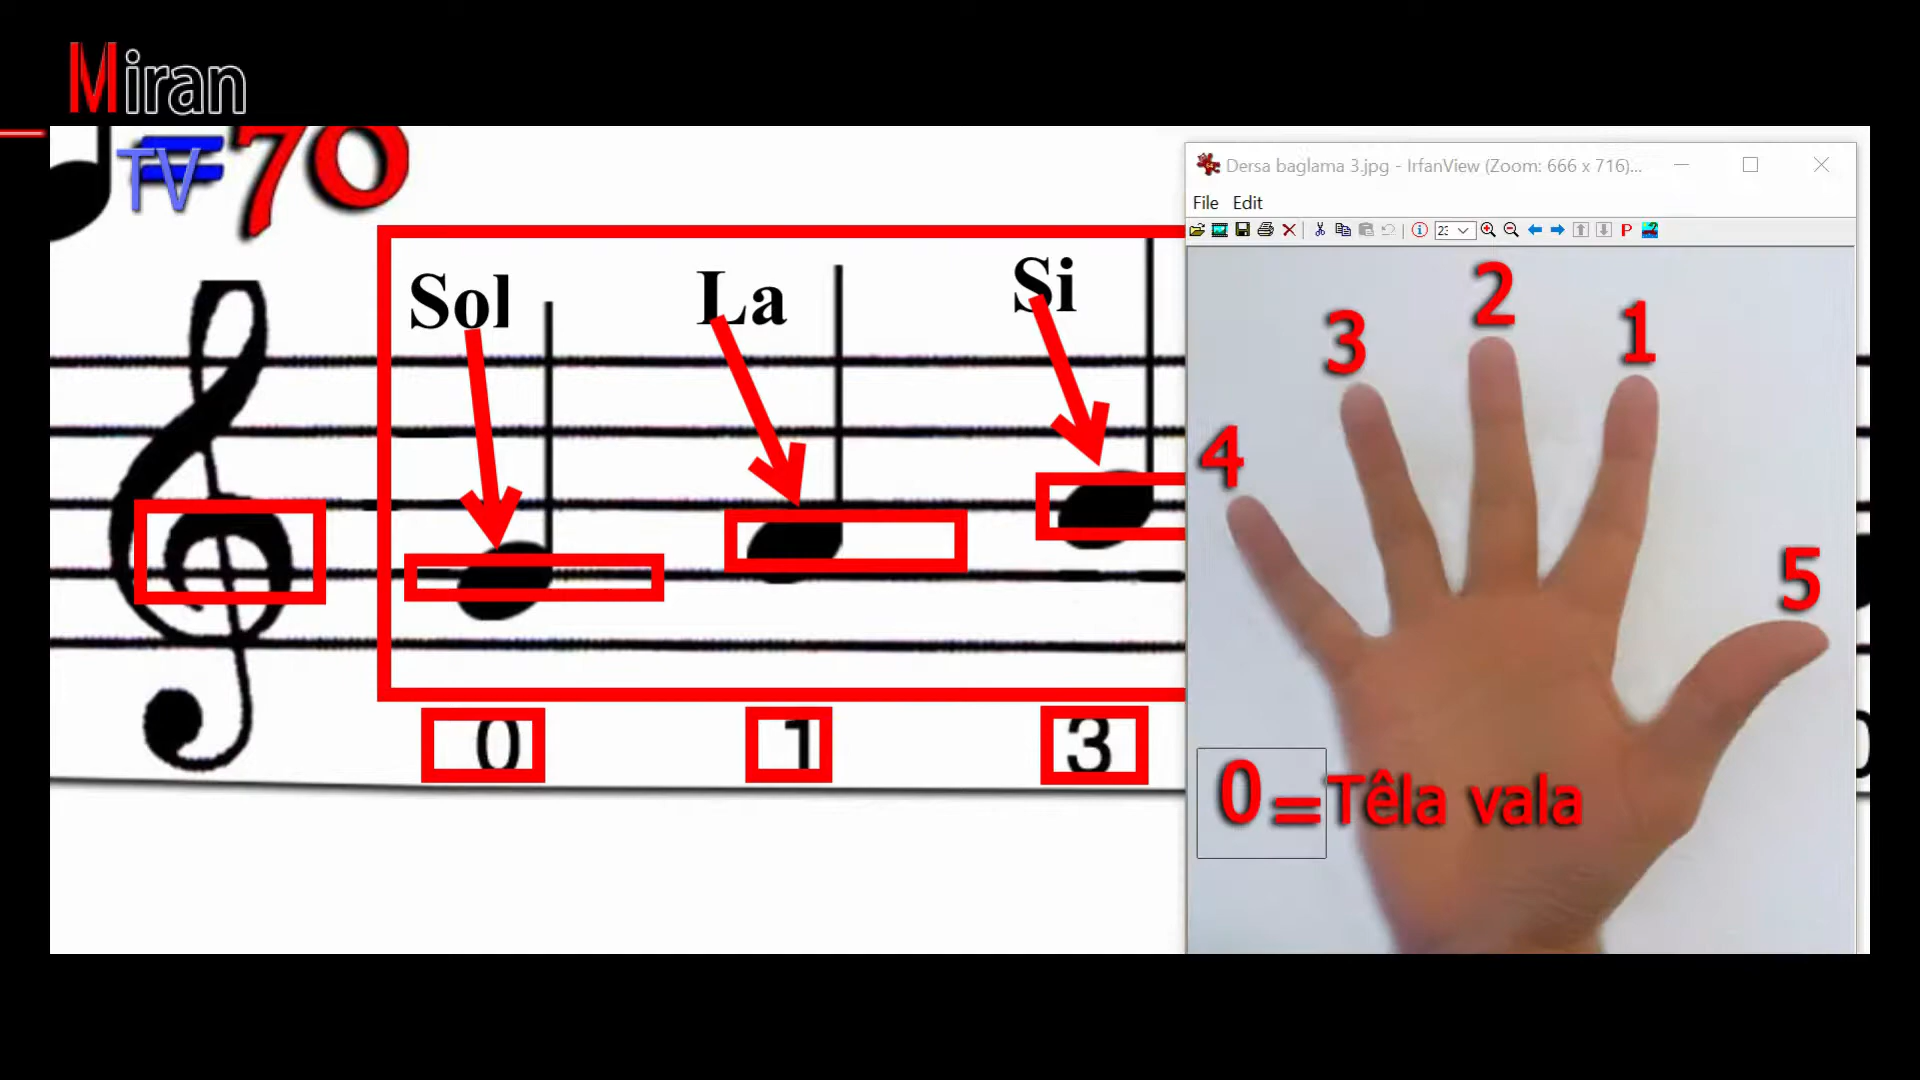 Miran
TV
=70
Sol La Si
0 1 3
Dersa bağlama 3.jpg - IrfanView (Zoom: 666 x 716)...
File Edit
2 3 1 4 5
0=Têla vala